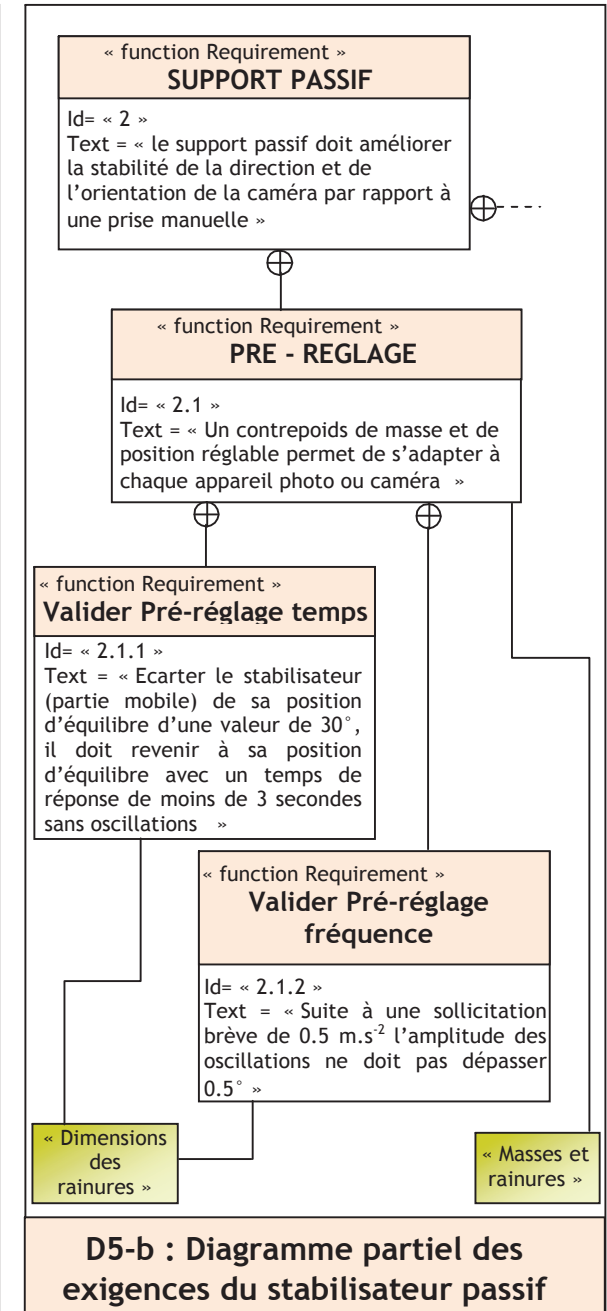 « function Requirement »
SUPPORT PASSIF
Id= « 2 »
Text = « le support passif doit améliorer
la stabilité de la direction et de
l’orientation de la caméra par rapport à
une prise manuelle »
« function Requirement »
PRE - REGLAGE
Id= « 2.1 »
Text = « Un contrepoids de masse et de
position réglable permet de s’adapter à
chaque appareil photo ou caméra »
« function Requirement »
Valider Pré-réglage temps
Id= « 2.1.1 »
Text = « Ecarter le stabilisateur
(partie mobile) de sa position
d’équilibre d’une valeur de 30°,
il doit revenir à sa position
d’équilibre avec un temps de
réponse de moins de 3 secondes
sans oscillations »
« function Requirement »
Valider Pré-réglage
fréquence
Id= « 2.1.2 »
Text = « Suite à une sollicitation
brève de 0.5 m.s⁻² l’amplitude des
oscillations ne doit pas dépasser
0.5° »
« Dimensions
des
rainures »
« Masses et
rainures »
D5-b : Diagramme partiel des
exigences du stabilisateur passif